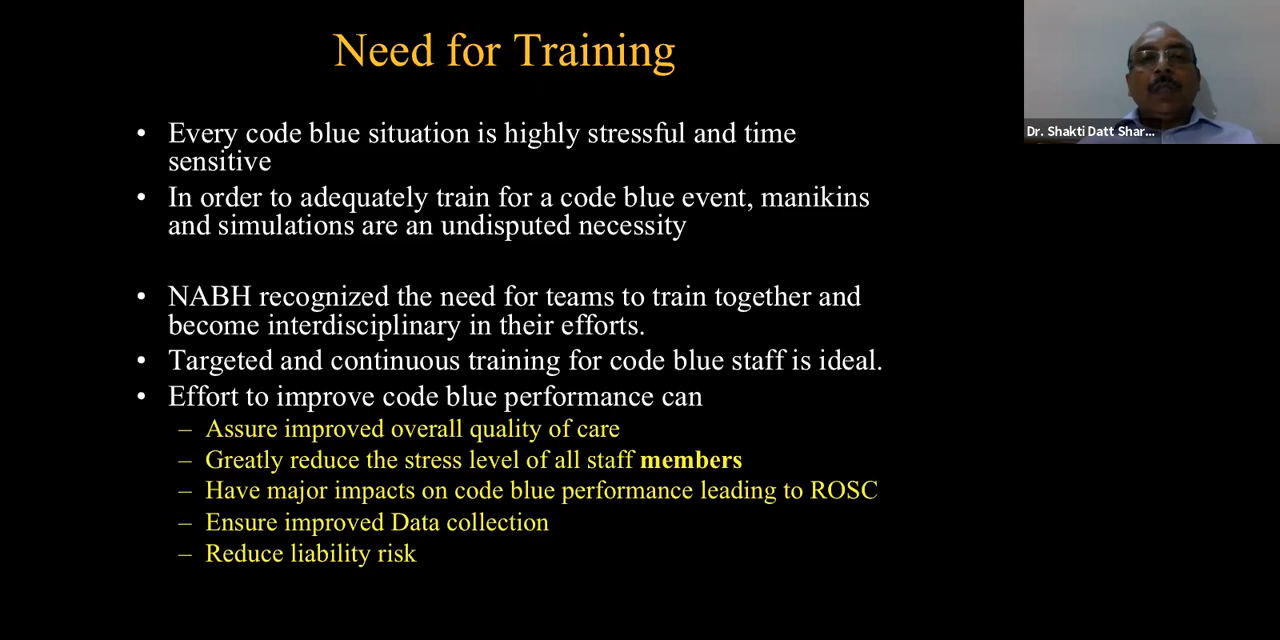 Need for Training
• Every code blue situation is highly stressful and time
sensitive
• In order to adequately train for a code blue event, manikins
and simulations are an undisputed necessity
• NABH recognized the need for teams to train together and
become interdisciplinary in their efforts.
• Targeted and continuous training for code blue staff is ideal.
• Effort to improve code blue performance can
– Assure improved overall quality of care
– Greatly reduce the stress level of all staff members
– Have major impacts on code blue performance leading to ROSC
– Ensure improved Data collection
– Reduce liability risk
Dr. Shakti Datt Shar...